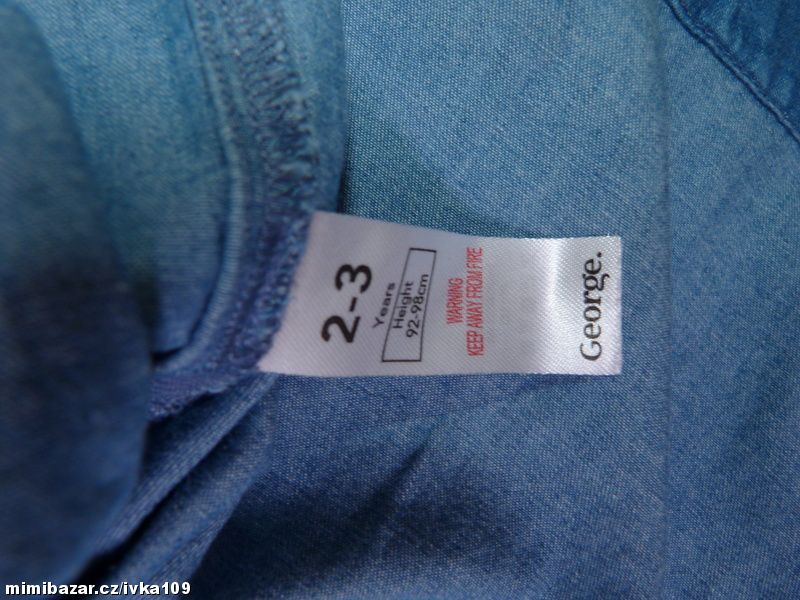 2-3
Years
Height
92-98cm
WARNING
KEEP AWAY FROM FIRE
George.
mimibazar.cz/ivka109